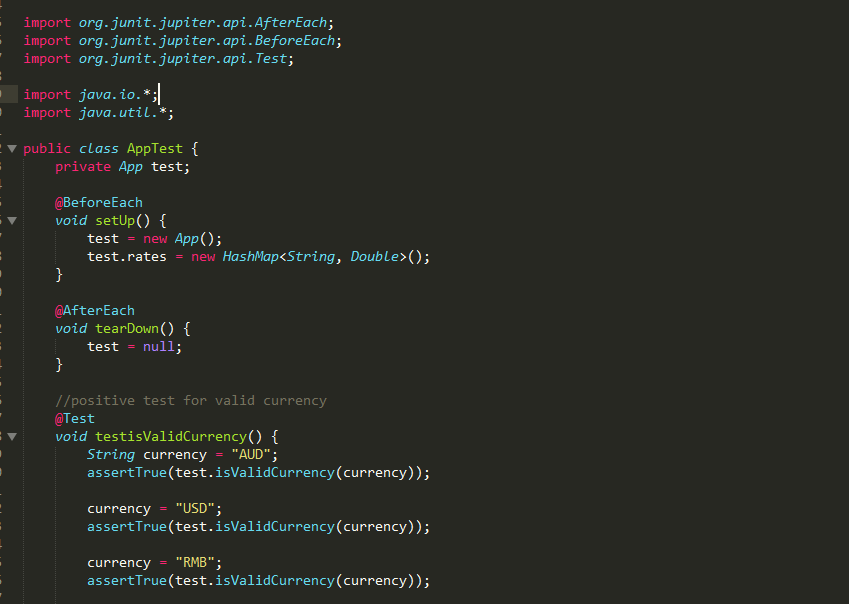 import org.junit.jupiter.api.AfterEach;
import org.junit.jupiter.api.BeforeEach;
import org.junit.jupiter.api.Test;
import java.io.*;
import java.util.*;
public class AppTest {
private App test;
@BeforeEach
void setUp() {
test = new App();
test.rates = new HashMap<String, Double>();
}
@AfterEach
void tearDown() {
test = null;
}
//positive test for valid currency
@Test
void testisValidCurrency() {
String currency = "AUD";
assertTrue(test.isValidCurrency(currency));
currency = "USD";
assertTrue(test.isValidCurrency(currency));
currency = "RMB";
assertTrue(test.isValidCurrency(currency));